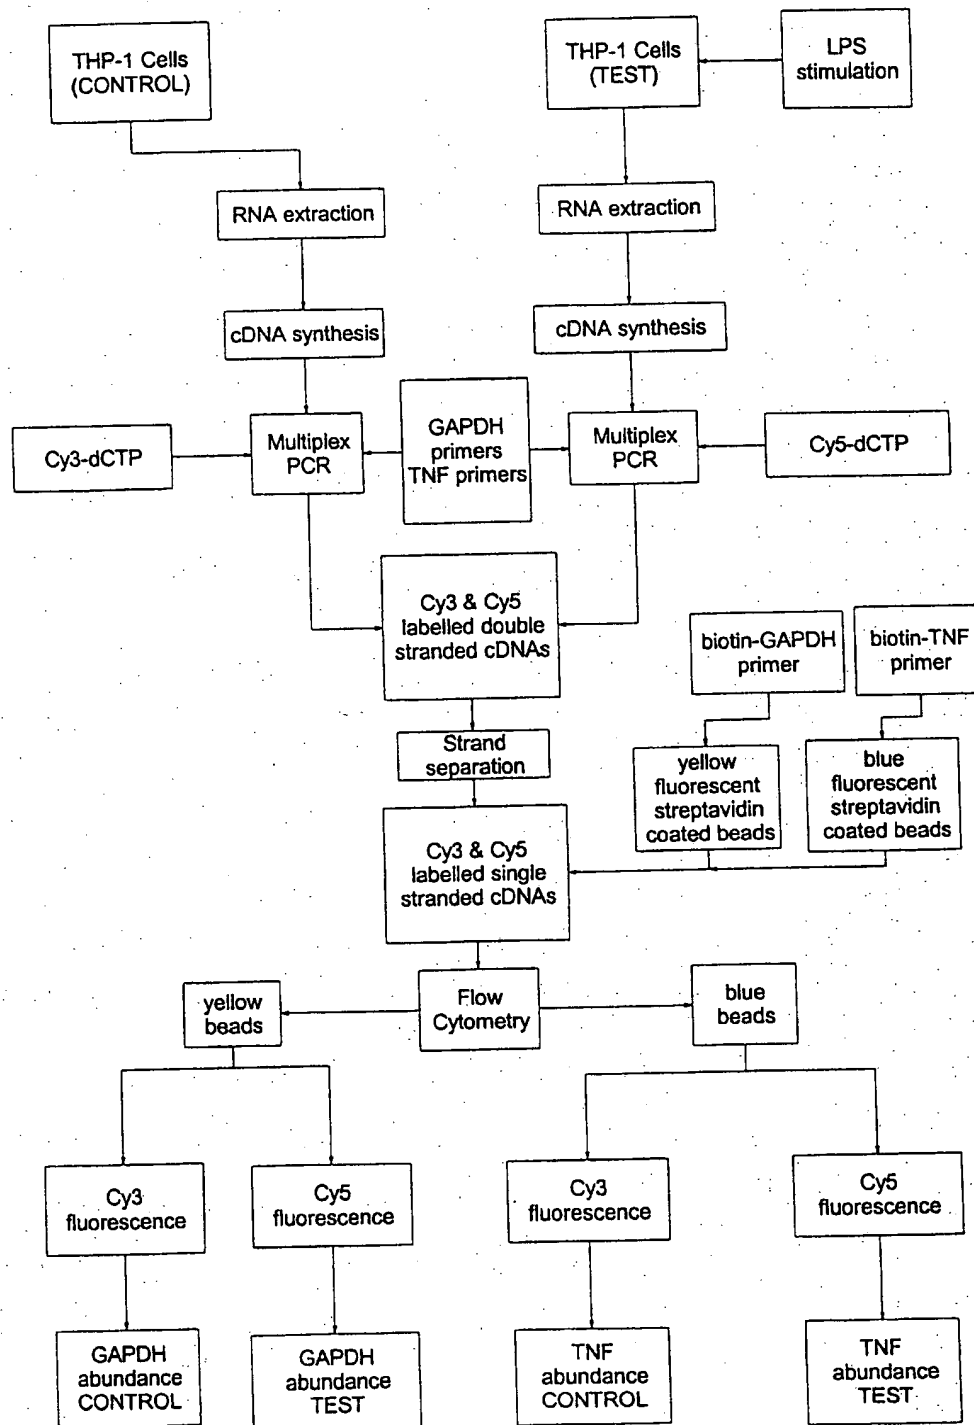 THP-1 Cells
(CONTROL)
THP-1 Cells
(TEST)
LPS
stimulation
RNA extraction
RNA extraction
cDNA synthesis
cDNA synthesis
Cy3-dCTP
Multiplex
PCR
GAPDH
primers
TNF primers
Multiplex
PCR
Cy5-dCTP
Cy3 & Cy5
labelled double
stranded cDNAs
biotin-GAPDH
primer
biotin-TNF
primer
Strand
separation
yellow
fluorescent
streptavidin
coated beads
blue
fluorescent
streptavidin
coated beads
Cy3 & Cy5
labelled single
stranded cDNAs
yellow
beads
Flow
Cytometry
blue
beads
Cy3
fluorescence
Cy5
fluorescence
Cy3
fluorescence
Cy5
fluorescence
GAPDH
abundance
CONTROL
GAPDH
abundance
TEST
TNF
abundance
CONTROL
TNF
abundance
TEST